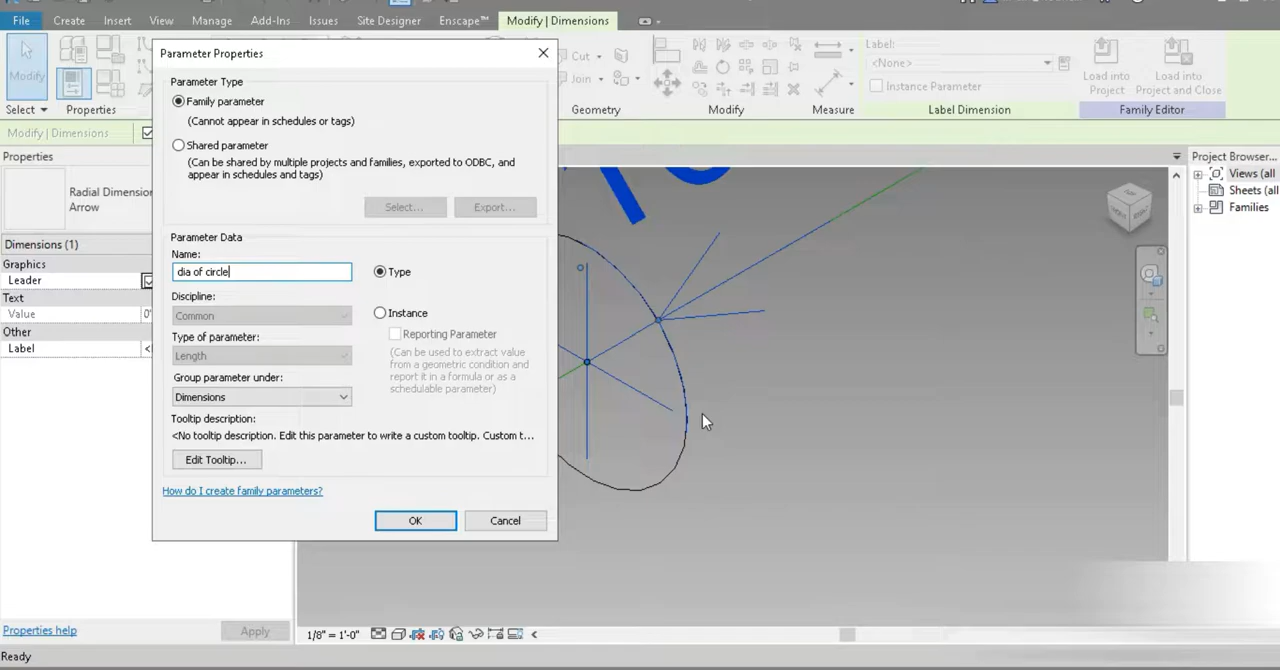 File Create Insert View Manage Add-Ins Issues Site Designer Enscape™ Modify | Dimensions
Modify
Select
Properties
Cut
Join
Geometry
Modify
Measure
Label:
<None>
Instance Parameter
Label Dimension
Load into Project
Load into Project and Close
Family Editor
Modify | Dimensions
Properties
Radial Dimension
Arrow
Dimensions (1)
Graphics
Leader
Text
Value 0'
Other
Label <
Properties help
Apply
Ready
Parameter Properties
Parameter Type
Family parameter
(Cannot appear in schedules or tags)
Shared parameter
(Can be shared by multiple projects and families, exported to ODBC, and
appear in schedules and tags)
Select... Export...
Parameter Data
Name:
dia of circle
Type
Discipline:
Common
Instance
Reporting Parameter
Type of parameter:
Length
(Can be used to extract value
from a geometric condition and
report it in a formula or as a
schedulable parameter)
Group parameter under:
Dimensions
Tooltip description:
<No tooltip description. Edit this parameter to write a custom tooltip. Custom t...
Edit Tooltip...
How do I create family parameters?
OK Cancel
Project Browser...
Views (all
Sheets (all
Families
1/8" = 1'-0"